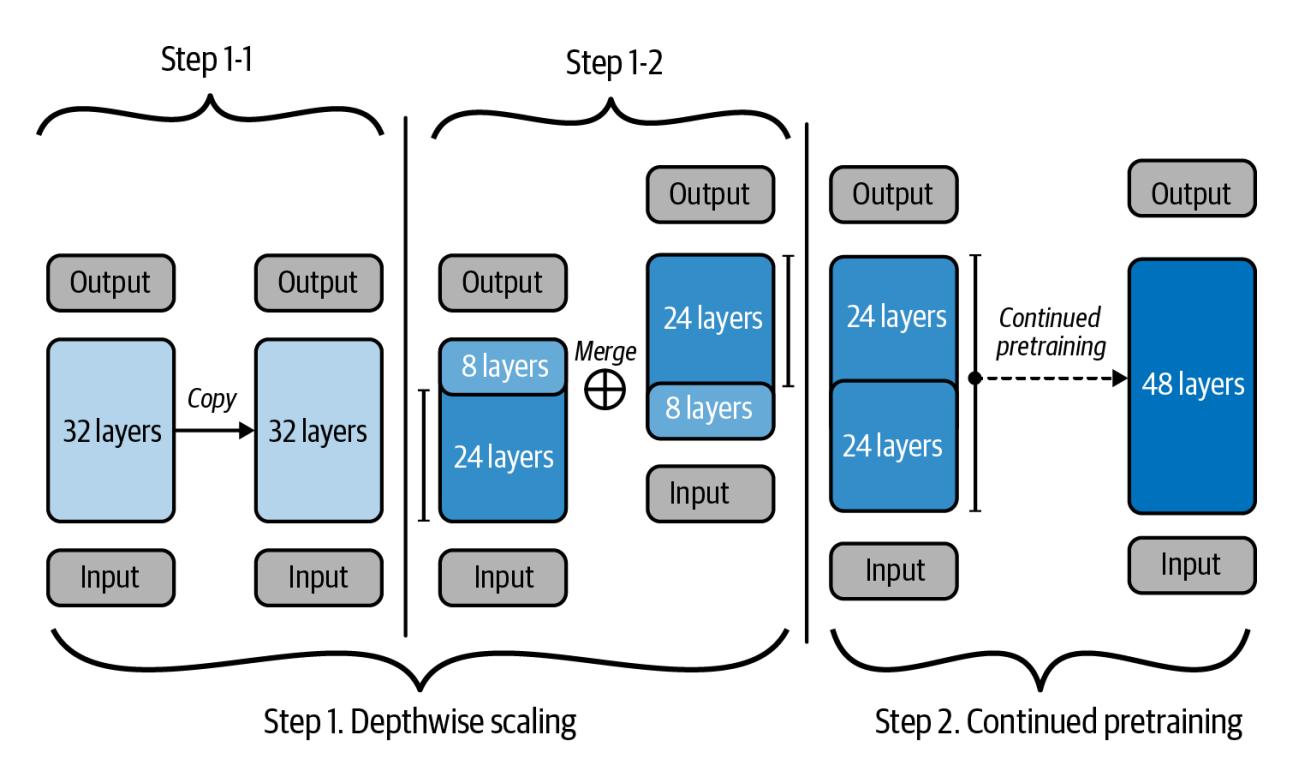 Step 1-1
Step 1-2
Output
Output
32 layers
Copy
32 layers
Input
Input
Output
8 layers
24 layers
Input
Merge
Output
24 layers
8 layers
Input
Output
24 layers
24 layers
Input
Continued
pretraining
Output
48 layers
Input
Step 1. Depthwise scaling
Step 2. Continued pretraining